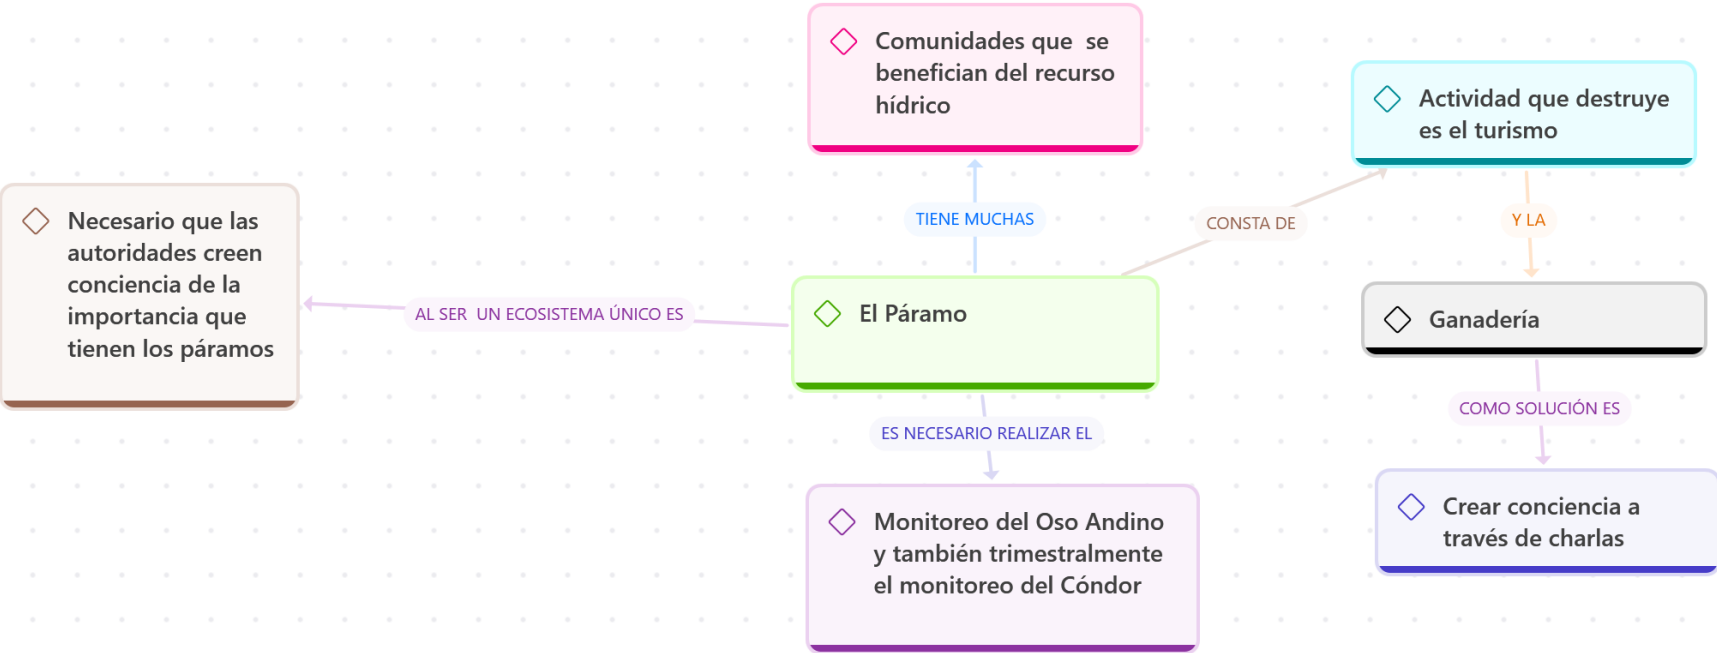 Comunidades que se
benefician del recurso
hídrico
Actividad que destruye
es el turismo
TIENE MUCHAS
CONSTA DE
Y LA
Necesario que las
autoridades creen
conciencia de la
importancia que
tienen los páramos
AL SER UN ECOSISTEMA ÚNICO ES
El Páramo
Ganadería
ES NECESARIO REALIZAR EL
COMO SOLUCIÓN ES
Monitoreo del Oso Andino
y también trimestralmente
el monitoreo del Cóndor
Crear conciencia a
través de charlas